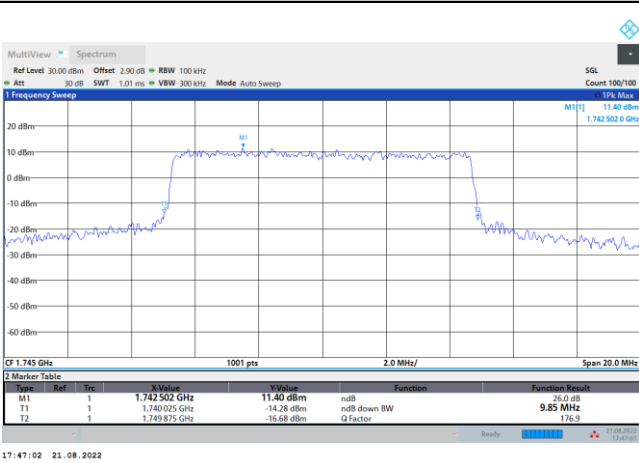 MultiView Spectrum
Ref Level 30.00 dBm Offset 2.90 dB RBW 100 kHz SGL
Att 30 dB SWT 1.01 ms VBW 300 kHz Mode Auto Sweep Count 100/100
1 Frequency Sweep 1Pk Max
M1[1] 11.40 dBm
1.742 502 0 GHz
20 dBm
M1
10 dBm
0 dBm
-10 dBm
-20 dBm
-30 dBm
-40 dBm
-50 dBm
-60 dBm
CF 1.745 GHz 1001 pts 2.0 MHz/ Span 20.0 MHz
2 Marker Table
Type Ref Trc X-Value Y-Value Function Function Result
M1 1 1.742 502 GHz 11.40 dBm ndB 26.0 dB
T1 1 1.740 025 GHz -14.28 dBm ndB down BW 9.85 MHz
T2 1 1.749 875 GHz -16.68 dBm Q Factor 176.9
Ready 21.08.2022
17:47:01
17:47:02 21.08.2022